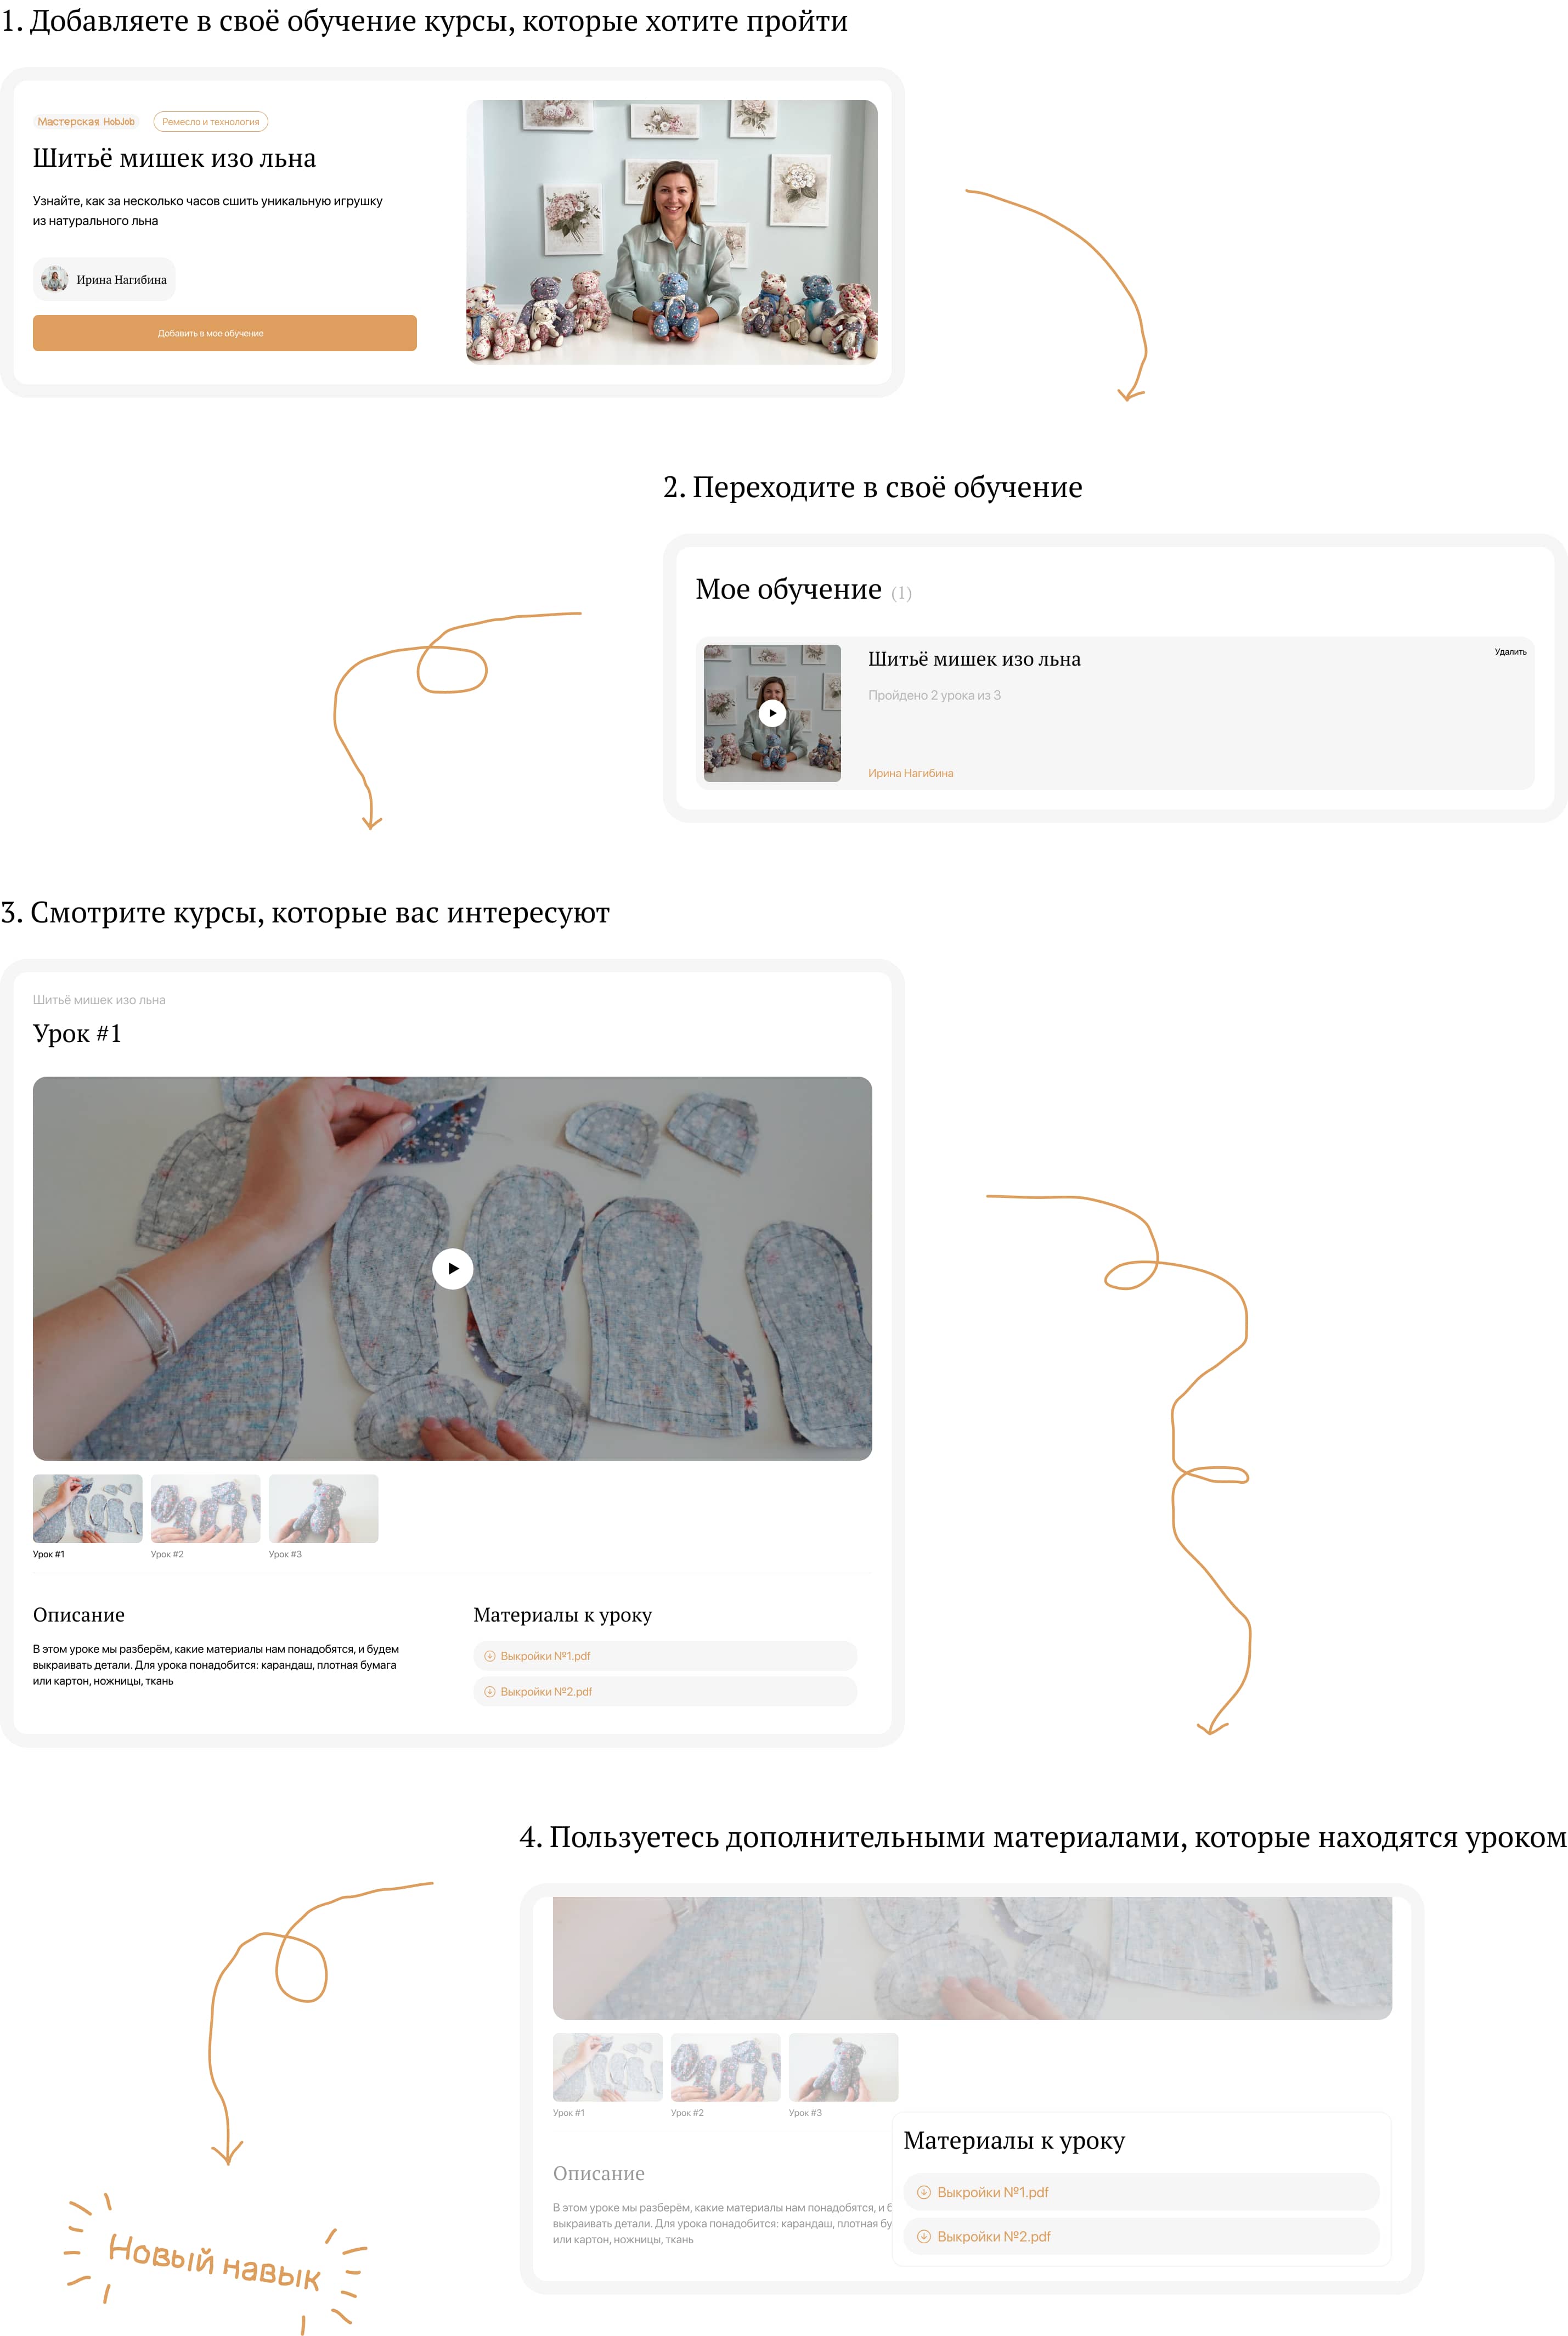 1. Добавляете в своё обучение курсы, которые хотите пройти
Мастерская HobJob
Ремесло и технология
Шитьё мишек изо льна
Узнайте, как за несколько часов сшить уникальную игрушку
из натурального льна
Ирина Нагибина
Добавить в мое обучение
2. Переходите в своё обучение
Мое обучение (1)
Шитьё мишек изо льна
Удалить
Пройдено 2 урока из 3
Ирина Нагибина
3. Смотрите курсы, которые вас интересуют
Шитьё мишек изо льна
Урок #1
Урок #1
Урок #2
Урок #3
Описание
В этом уроке мы разберём, какие материалы нам понадобятся, и будем
выкраивать детали. Для урока понадобится: карандаш, плотная бумага
или картон, ножницы, ткань
Материалы к уроку
Выкройки №1.pdf
Выкройки №2.pdf
4. Пользуетесь дополнительными материалами, которые находятся уроком
Урок #1
Урок #2
Урок #3
Описание
В этом уроке мы разберём, какие материалы нам понадобятся, и б
выкраивать детали. Для урока понадобится: карандаш, плотная бу
или картон, ножницы, ткань
Материалы к уроку
Выкройки №1.pdf
Выкройки №2.pdf
Новый навык